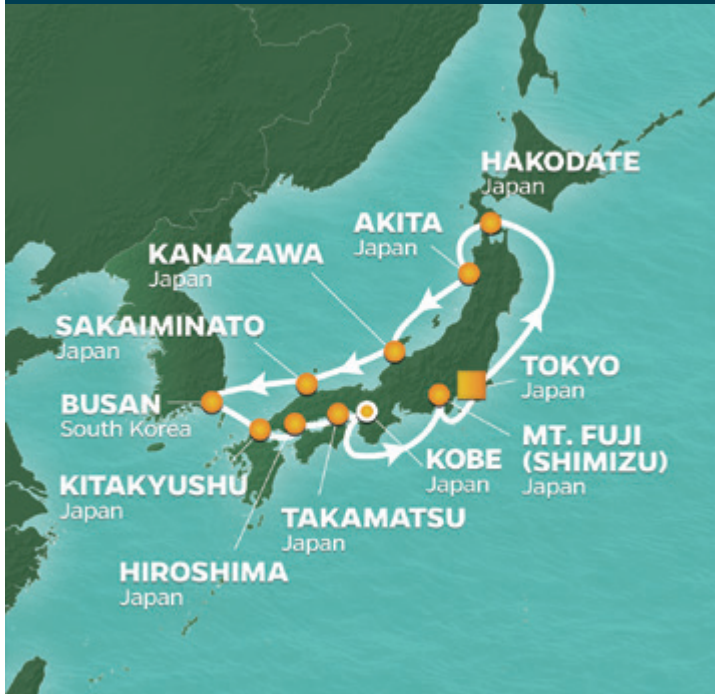 HAKODATE
Japan
AKITA
Japan
KANAZAWA
Japan
SAKAIMINATO
Japan
TOKYO
Japan
BUSAN
South Korea
MT. FUJI
(SHIMIZU)
Japan
KOBE
Japan
KITAKYUSHU
Japan
TAKAMATSU
Japan
HIROSHIMA
Japan